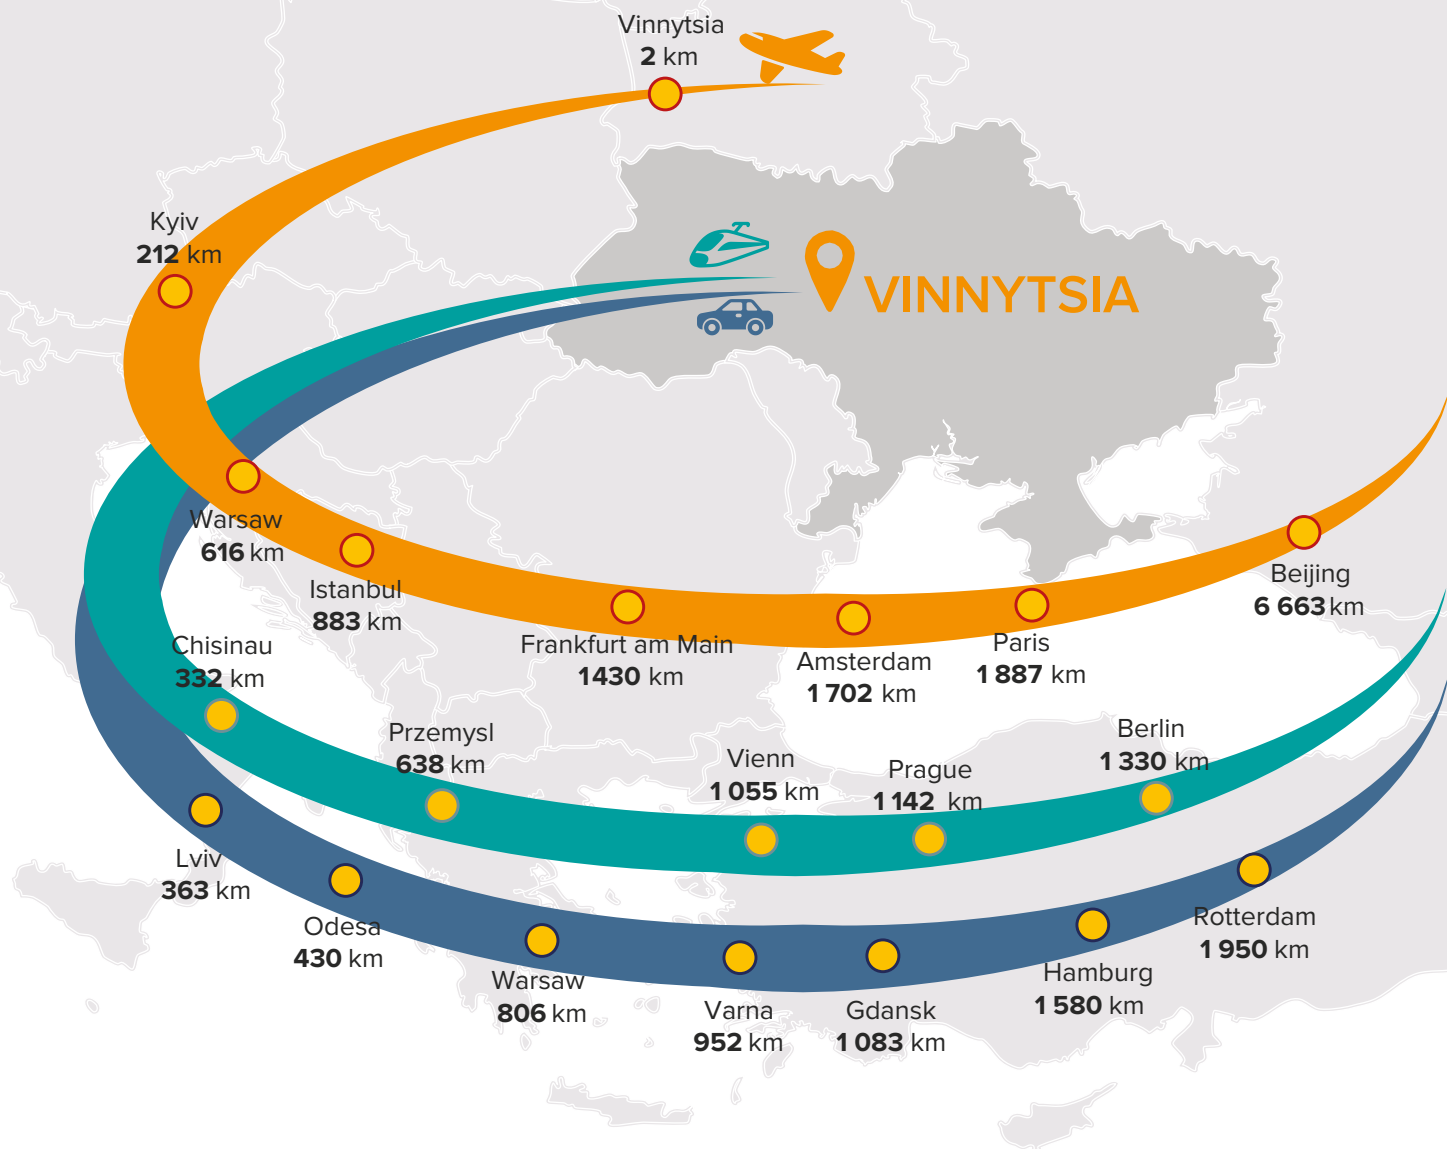 Vinnytsia
2 km
Kyiv
212 km
VINNYTSIA
Warsaw
616 km
Istanbul
883 km
Frankfurt am Main
1430 km
Amsterdam
1 702 km
Paris
1 887 km
Beijing
6 663 km
Chisinau
332 km
Przemysl
638 km
Vienn
1 055 km
Prague
1 142 km
Berlin
1 330 km
Lviv
363 km
Odesa
430 km
Warsaw
806 km
Varna
952 km
Gdansk
1 083 km
Hamburg
1 580 km
Rotterdam
1 950 km